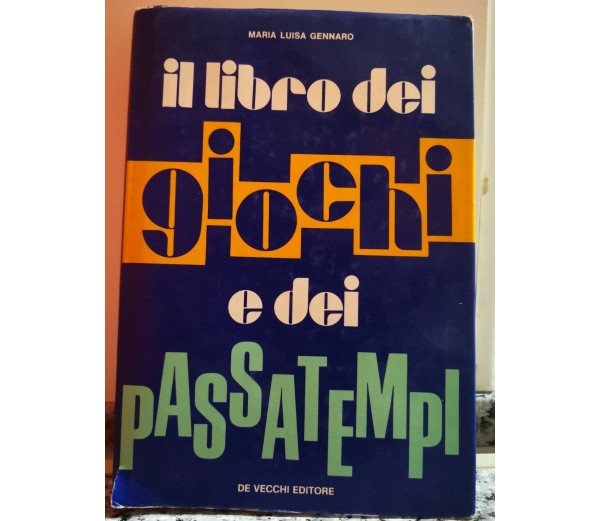 MARIA LUISA GENNARO
il libro dei
giochi
e dei
PASSATEMPI
DE VECCHI EDITORE